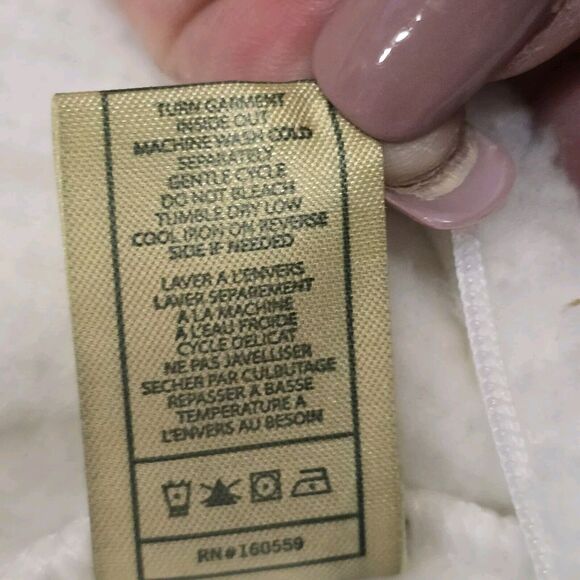 TURN GARMENT
INSIDE OUT
MACHINE WASH COLD
SEPARATELY
GENTLE CYCLE
DO NOT BLEACH
TUMBLE DRY LOW
COOL IRON ON REVERSE
SIDE IF NEEDED
LAVER A L'ENVERS
LAVER SEPAREMENT
A LA MACHINE
À L'EAU FROIDE
CYCLE DELICAT
NE PAS JAVELLISER
SECHER PAR CULBUTAGE
REPASSER A BASSE
TEMPERATURE A
L'ENVERS AU BESOIN
RN#160559